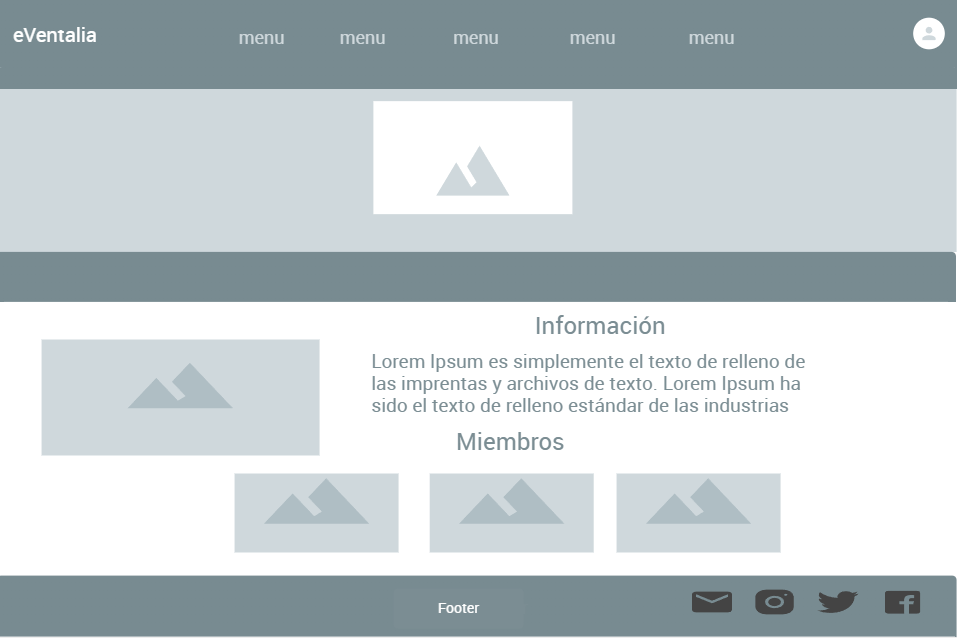 eVentalia
menu menu menu menu menu
Información
Lorem Ipsum es simplemente el texto de relleno de
las imprentas y archivos de texto. Lorem Ipsum ha
sido el texto de relleno estándar de las industrias
Miembros
Footer